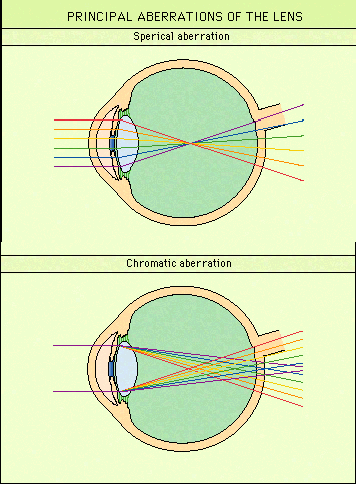 PRINCIPAL ABERRATIONS OF THE LENS
Sperical aberration
Chromatic aberration